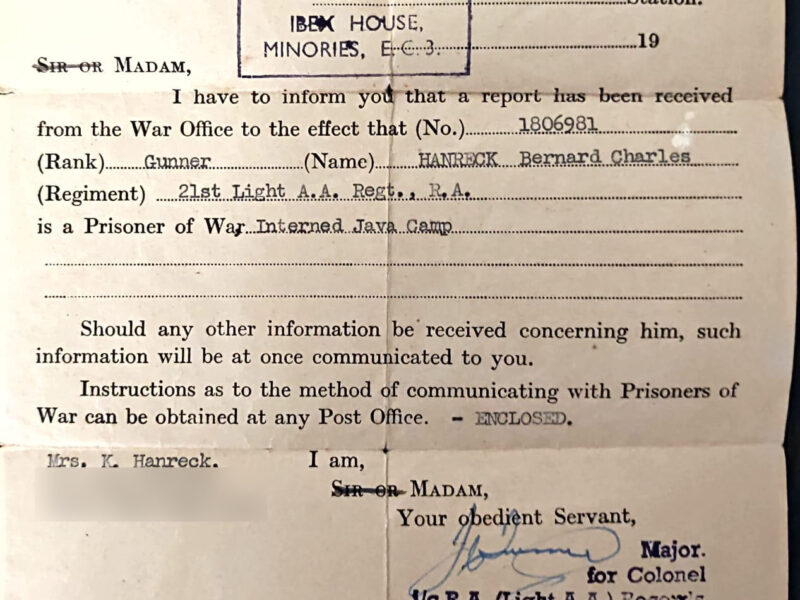 Station.
IBEX HOUSE,
MINORIES, E.C.3. 19
SIR OR MADAM,
I have to inform you that a report has been received
from the War Office to the effect that (No.) 1806981
(Rank) Gunner (Name) HANRECK Bernard Charles
(Regiment) 21st Light A.A. Regt., R.A.
is a Prisoner of War, Interned Java Camp
Should any other information be received concerning him, such
information will be at once communicated to you.
Instructions as to the method of communicating with Prisoners of
War can be obtained at any Post Office. - ENCLOSED.
Mrs. K. Hanreck. I am,
SIR OR MADAM,
Your obedient Servant,
Major.
for Colonel
R.A. (Light A.A.)